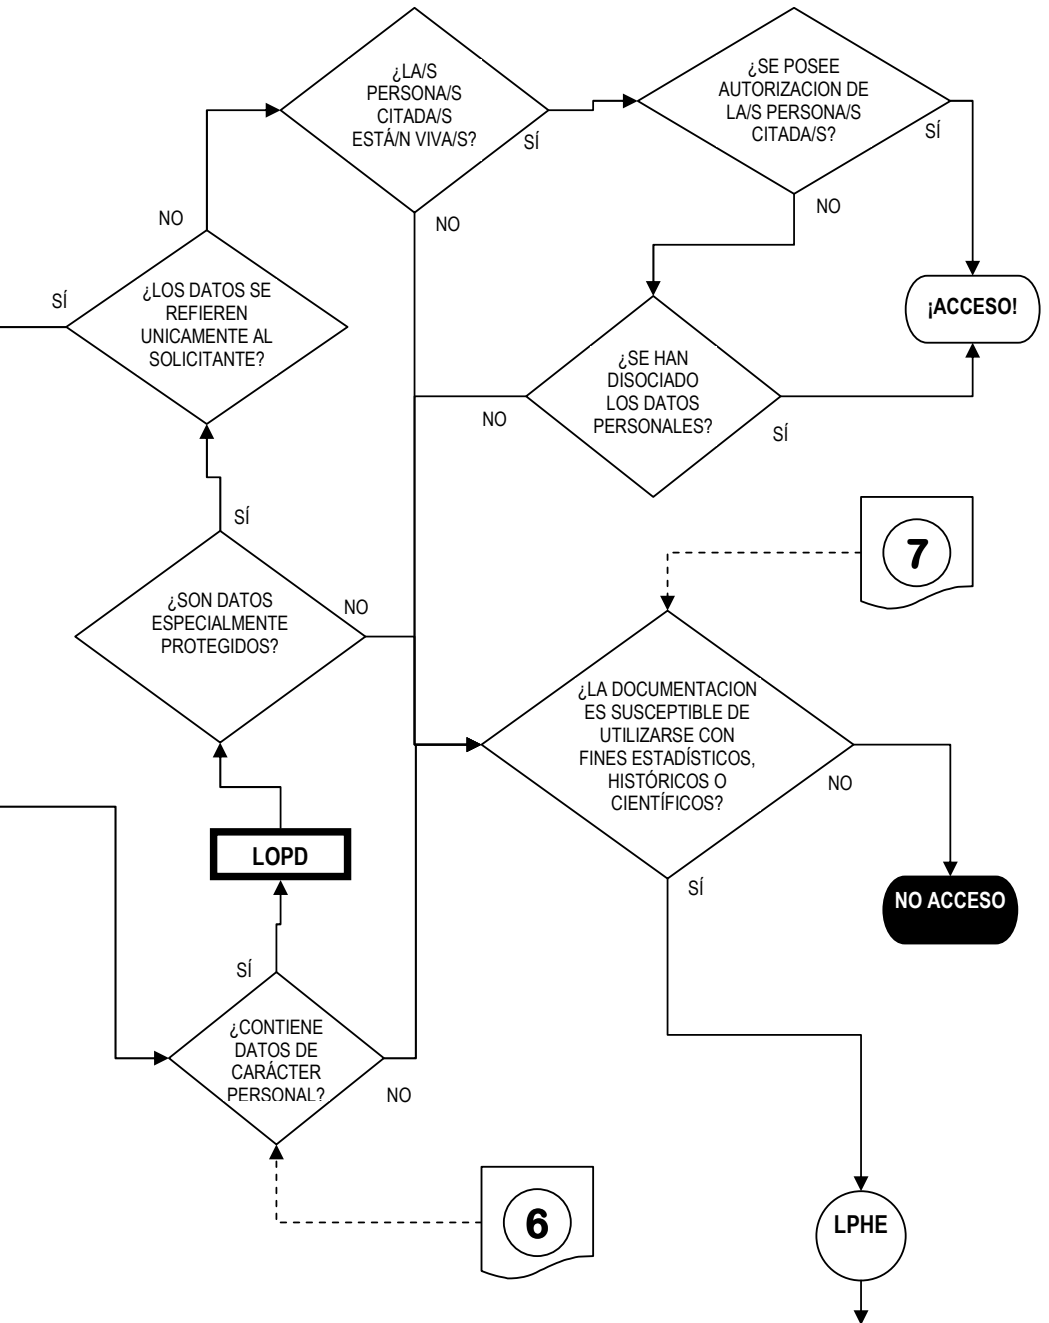 ¿LA/S
PERSONA/S
CITADA/S
ESTÁ/N VIVA/S?
SÍ
NO
¿SE POSEE
AUTORIZACION DE
LA/S PERSONA/S
CITADA/S?
SÍ
NO
NO
¿LOS DATOS SE
REFIEREN
UNICAMENTE AL
SOLICITANTE?
SÍ
¡ACCESO!
¿SE HAN
DISOCIADO
LOS DATOS
PERSONALES?
NO
SÍ
SÍ
¿SON DATOS
ESPECIALMENTE
PROTEGIDOS?
NO
7
¿LA DOCUMENTACION
ES SUSCEPTIBLE DE
UTILIZARSE CON
FINES ESTADÍSTICOS,
HISTÓRICOS O
CIENTÍFICOS?
NO
SÍ
LOPD
NO ACCESO
SÍ
¿CONTIENE
DATOS DE
CARÁCTER
PERSONAL?
NO
6
LPHE